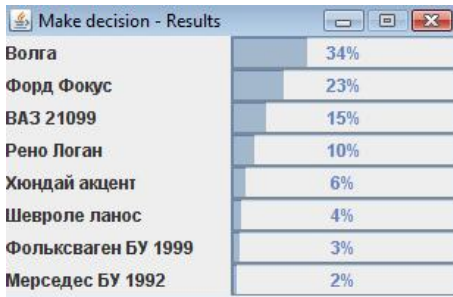 Make decision - Results
Волга 34%
Форд Фокус 23%
ВАЗ 21099 15%
Рено Логан 10%
Хюндай акцент 6%
Шевроле ланос 4%
Фольксваген БУ 1999 3%
Мерседес БУ 1992 2%